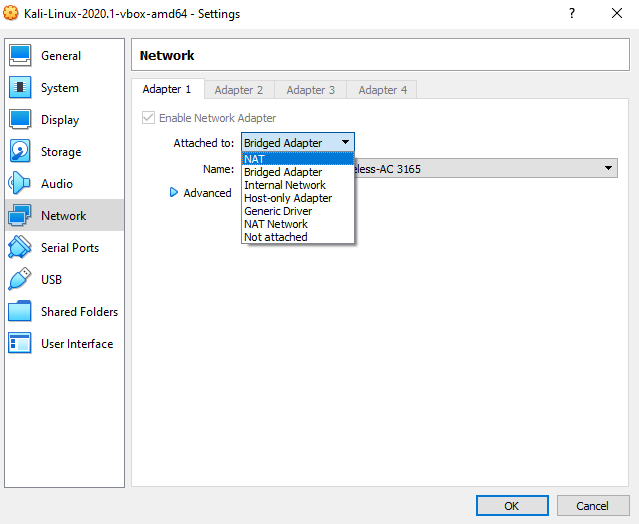 Kali-Linux-2020.1-vbox-amd64 - Settings
General
System
Display
Storage
Audio
Network
Serial Ports
USB
Shared Folders
User Interface
Network
Adapter 1 Adapter 2 Adapter 3 Adapter 4
Enable Network Adapter
Attached to: Bridged Adapter
NAT
Bridged Adapter
Internal Network
Host-only Adapter
Generic Driver
NAT Network
Not attached
Name: eless-AC 3165
Advanced
OK Cancel